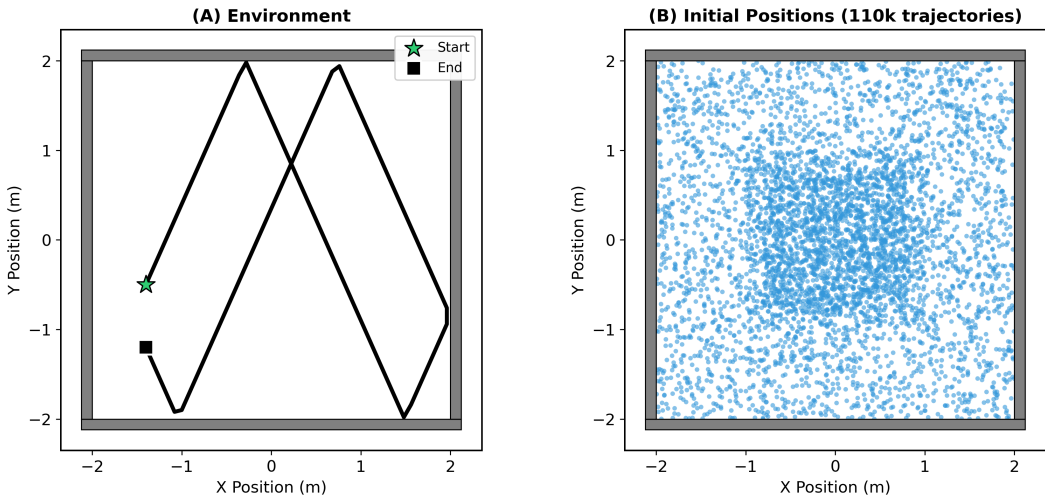 (A) Environment
Start
End
2
1
0
−1
−2
Y Position (m)
−2 −1 0 1 2
X Position (m)
(B) Initial Positions (110k trajectories)
2
1
0
−1
−2
Y Position (m)
−2 −1 0 1 2
X Position (m)